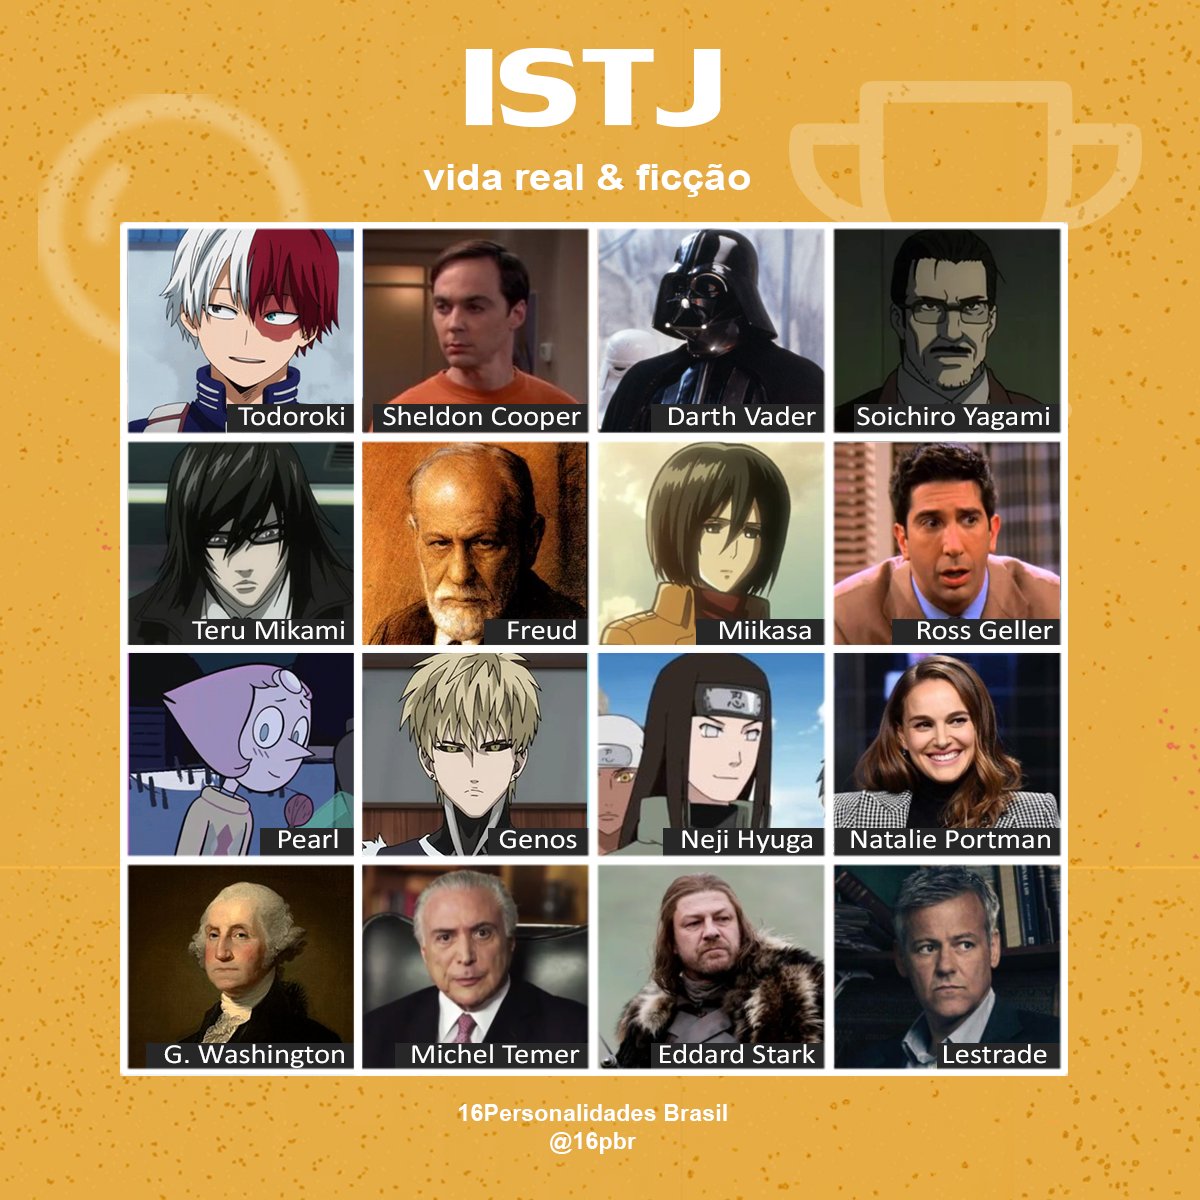 ISTJ
vida real & ficção
Todoroki
Sheldon Cooper
Darth Vader
Soichiro Yagami
Teru Mikami
Freud
Miikasa
Ross Geller
Pearl
Genos
Neji Hyuga
Natalie Portman
G. Washington
Michel Temer
Eddard Stark
Lestrade
16Personalidades Brasil
@16pbr